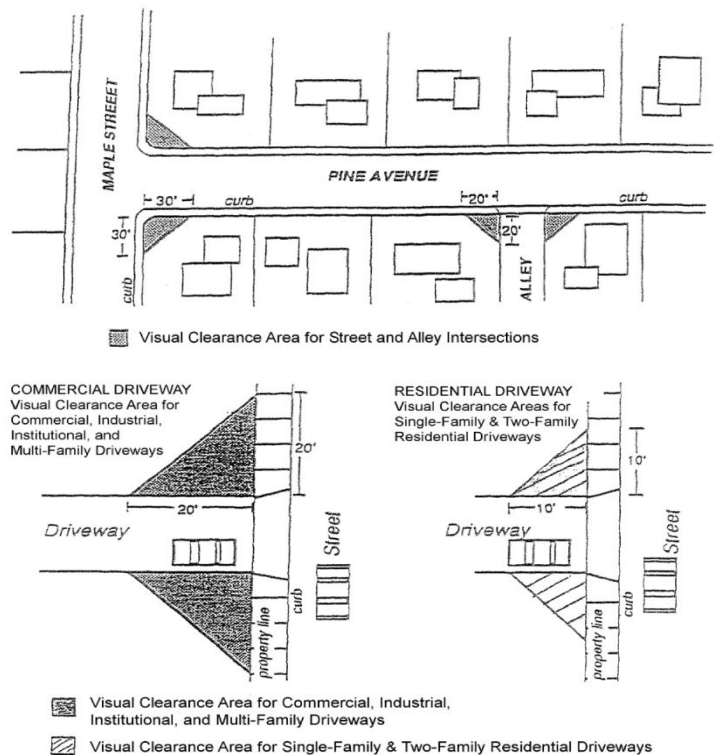 MAPLE STREEET
PINE AVENUE
30'
curb
20'
curb
30'
20'
curb
ALLEY
Visual Clearance Area for Street and Alley Intersections
COMMERCIAL DRIVEWAY
Visual Clearance Area for
Commercial, Industrial,
Institutional, and
Multi-Family Driveways
20'
20'
Driveway
Street
curb
property line
RESIDENTIAL DRIVEWAY
Visual Clearance Areas for
Single-Family & Two-Family
Residential Driveways
10'
10'
Driveway
Street
curb
property line
Visual Clearance Area for Commercial, Industrial,
Institutional, and Multi-Family Driveways
Visual Clearance Area for Single-Family & Two-Family Residential Driveways